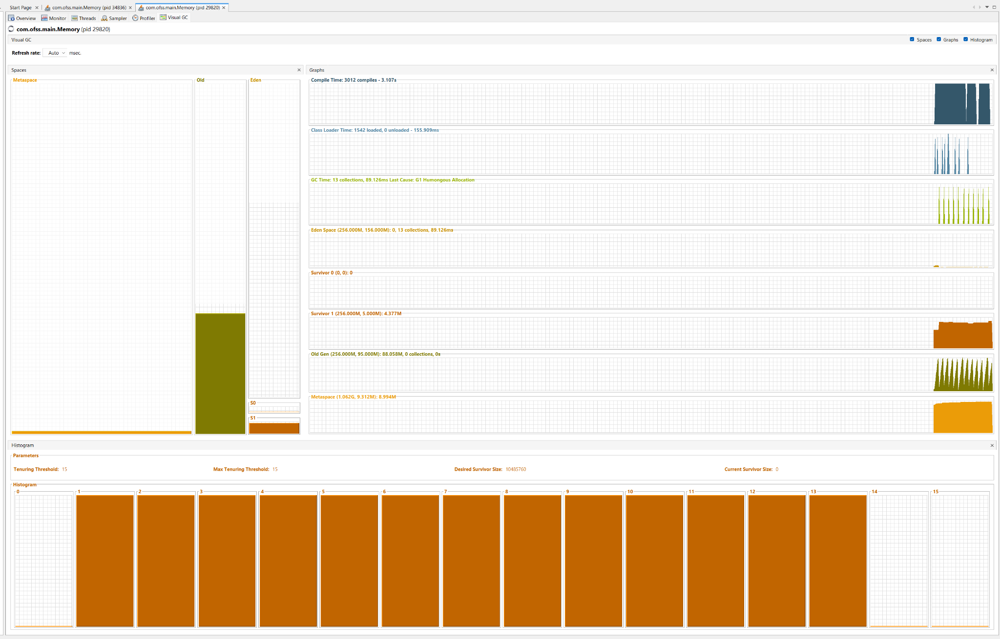 Start Page com.ofss.main.Memory (pid 34836) com.ofss.main.Memory (pid 29820)
Overview Monitor Threads Sampler Profiler Visual GC
com.ofss.main.Memory (pid 29820)
Visual GC Spaces Graphs Histogram
Refresh rate: Auto msec.
Spaces
Metaspace Old Eden
S0
S1
Graphs
Compile Time: 3012 compiles - 3.107s
Class Loader Time: 1542 loaded, 0 unloaded - 155.909ms
GC Time: 13 collections, 89.126ms Last Cause: G1 Humongous Allocation
Eden Space (256.000M, 156.000M): 0, 13 collections, 89.126ms
Survivor 0 (0, 0): 0
Survivor 1 (256.000M, 5.000M): 4.377M
Old Gen (256.000M, 95.000M): 88.058M, 0 collections, 0s
Metaspace (1.062G, 9.312M): 8.994M
Histogram
Parameters
Tenuring Threshold: 15 Max Tenuring Threshold: 15 Desired Survivor Size: 10485760 Current Survivor Size: 0
Histogram
0 1 2 3 4 5 6 7 8 9 10 11 12 13 14 15